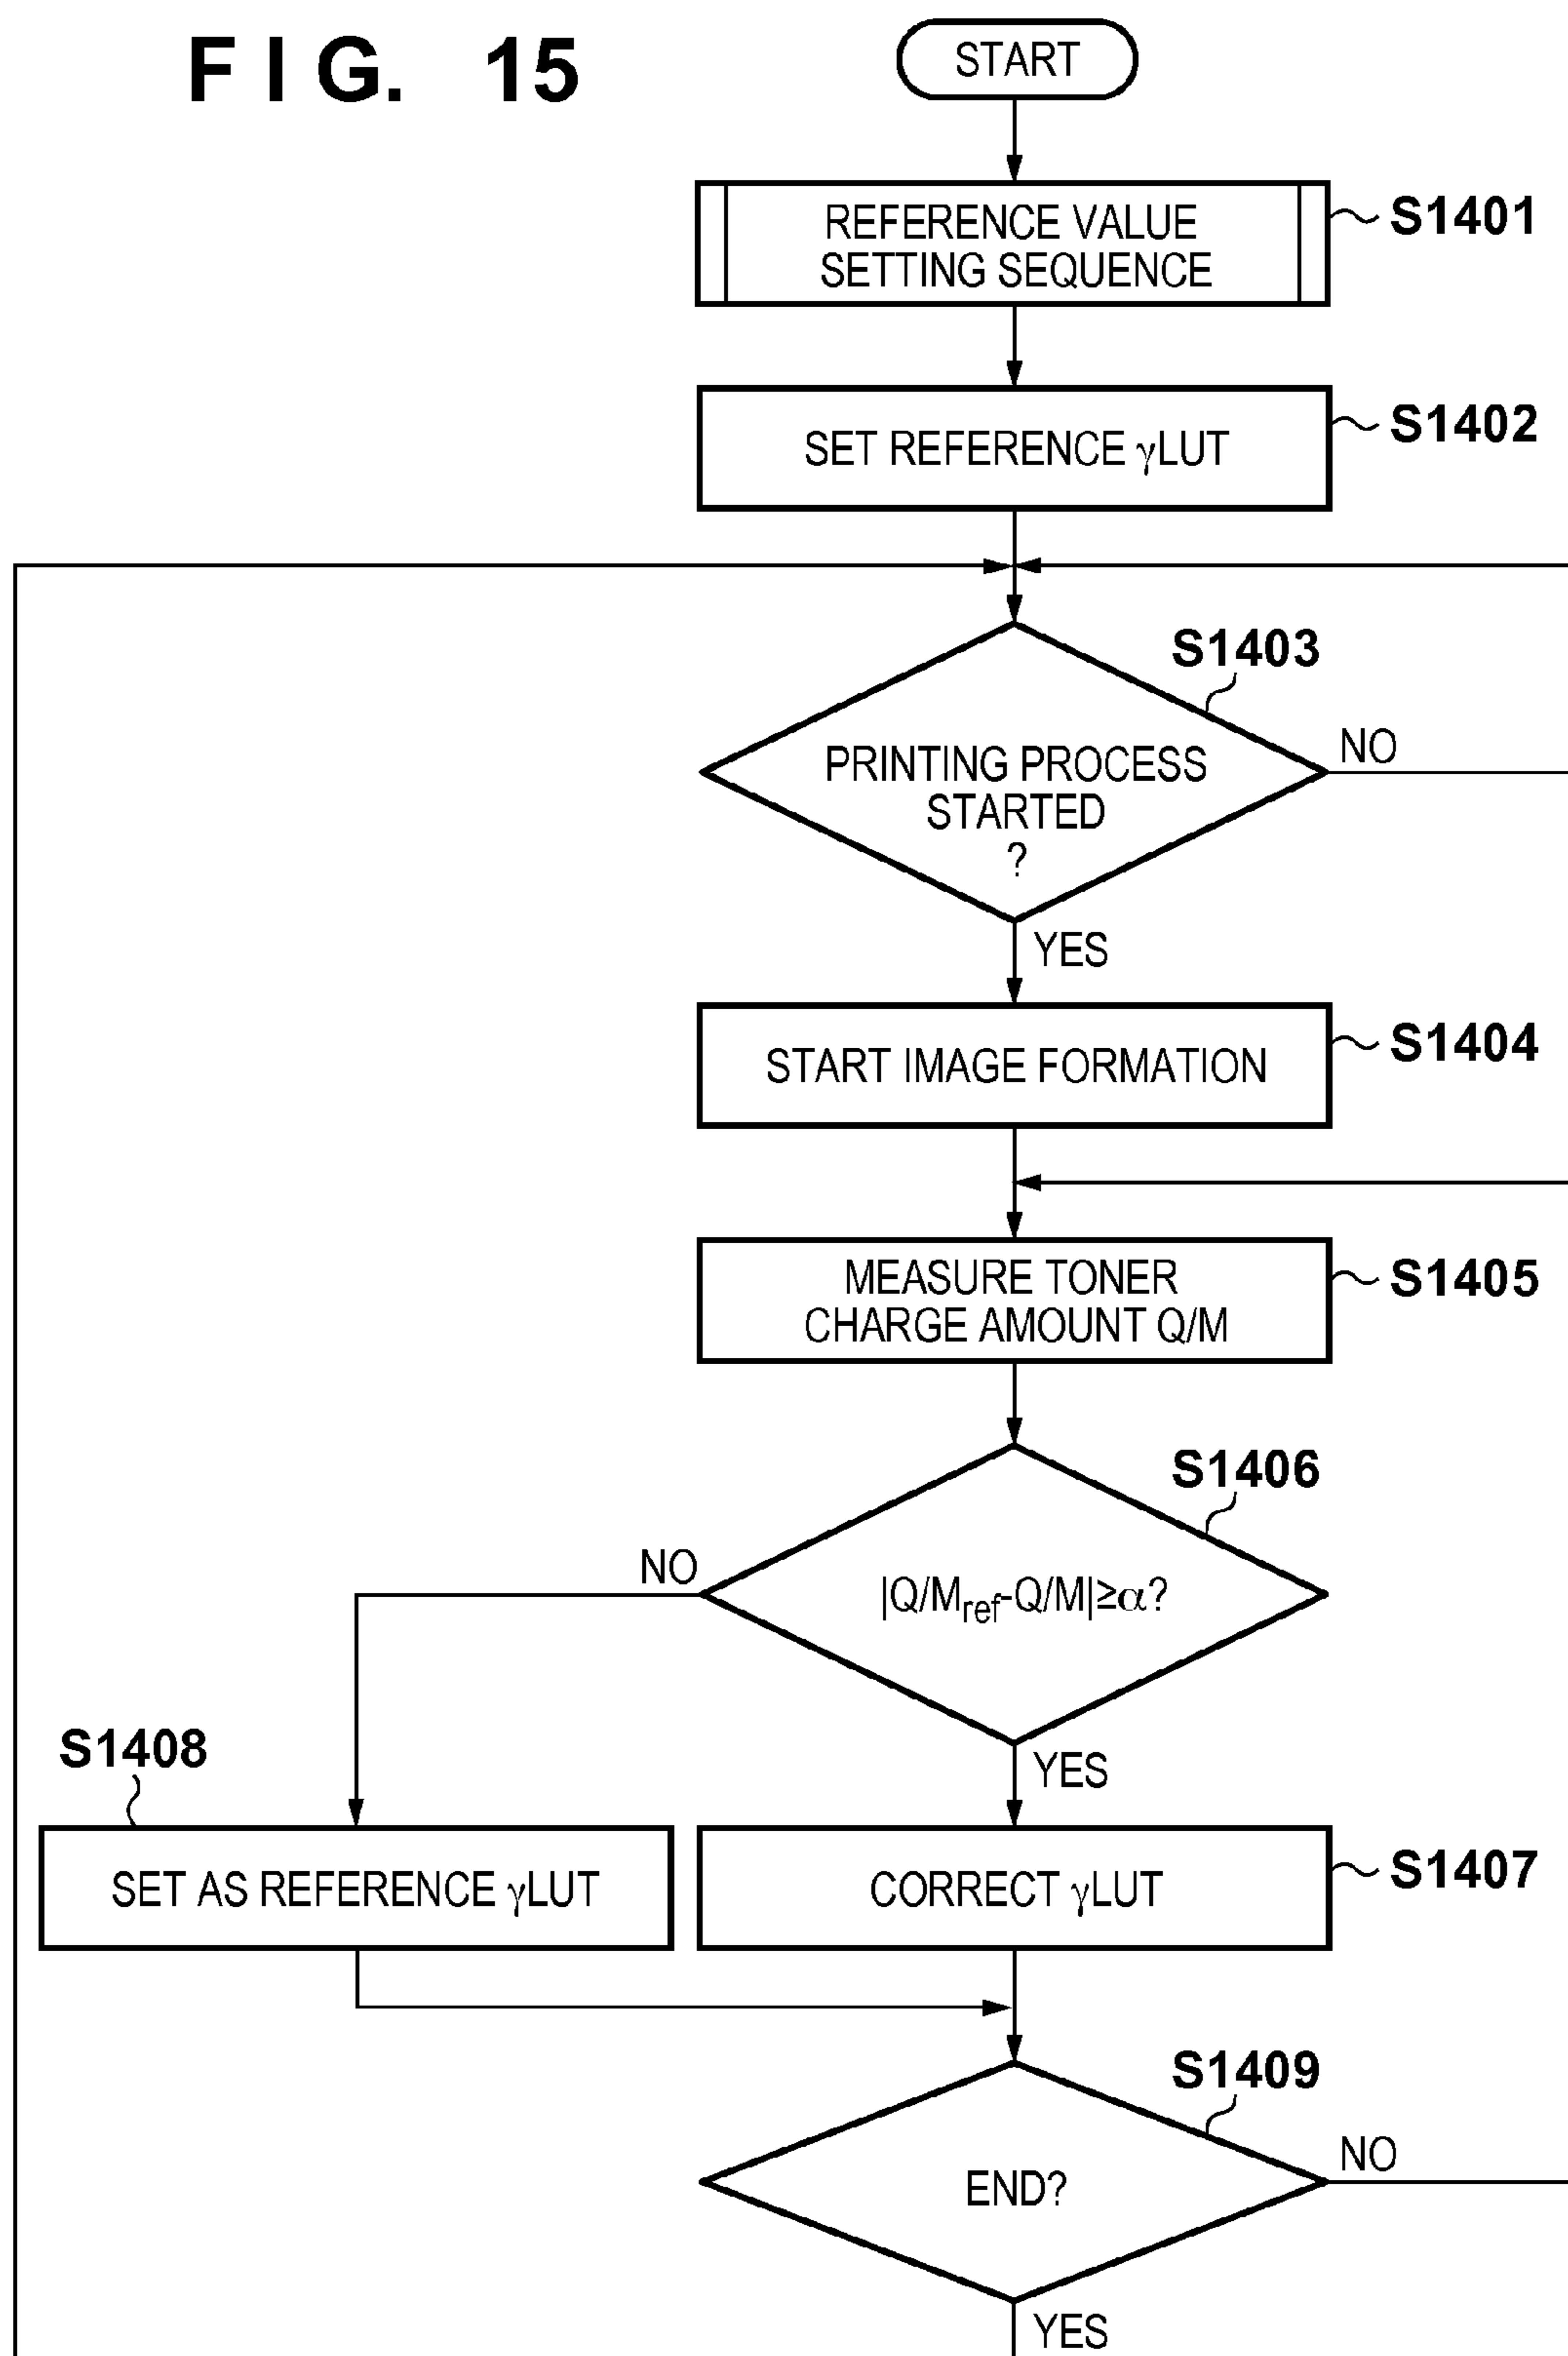 FIG. 15
START
REFERENCE VALUE
SETTING SEQUENCE
S1401
SET REFERENCE γLUT
S1402
S1403
PRINTING PROCESS
STARTED
?
NO
YES
START IMAGE FORMATION
S1404
MEASURE TONER
CHARGE AMOUNT Q/M
S1405
S1406
|Q/Mref-Q/M|≥α?
NO
YES
S1408
SET AS REFERENCE γLUT
CORRECT γLUT
S1407
S1409
END?
NO
YES